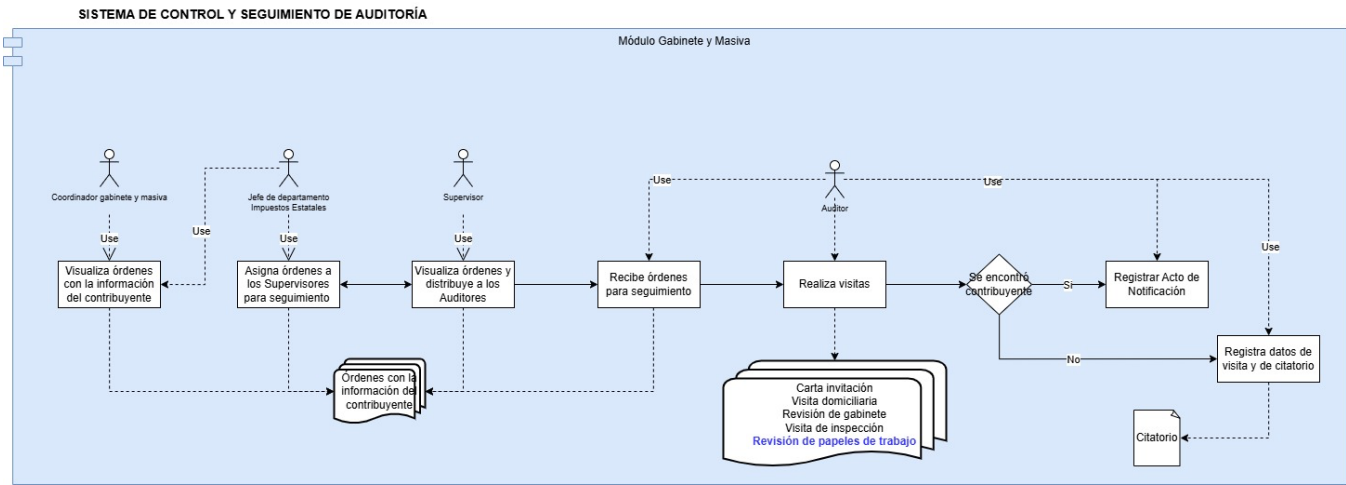 SISTEMA DE CONTROL Y SEGUIMIENTO DE AUDITORÍA
Módulo Gabinete y Masiva
Coordinador gabinete y masiva
Jefe de departamento
Impuestos Estatales
Supervisor
Auditor
Use
Use
Use
Use
Use
Use
Use
Visualiza órdenes
con la información
del contribuyente
Asigna órdenes a
los Supervisores
para seguimiento
Visualiza órdenes y
distribuye a los
Auditores
Recibe órdenes
para seguimiento
Realiza visitas
Se encontró
contribuyente
Si
No
Registrar Acto de
Notificación
Registra datos de
visita y de citatorio
Órdenes con la
información del
contribuyente
Carta invitación
Visita domiciliaria
Revisión de gabinete
Visita de inspección
Revisión de papeles de trabajo
Citatorio